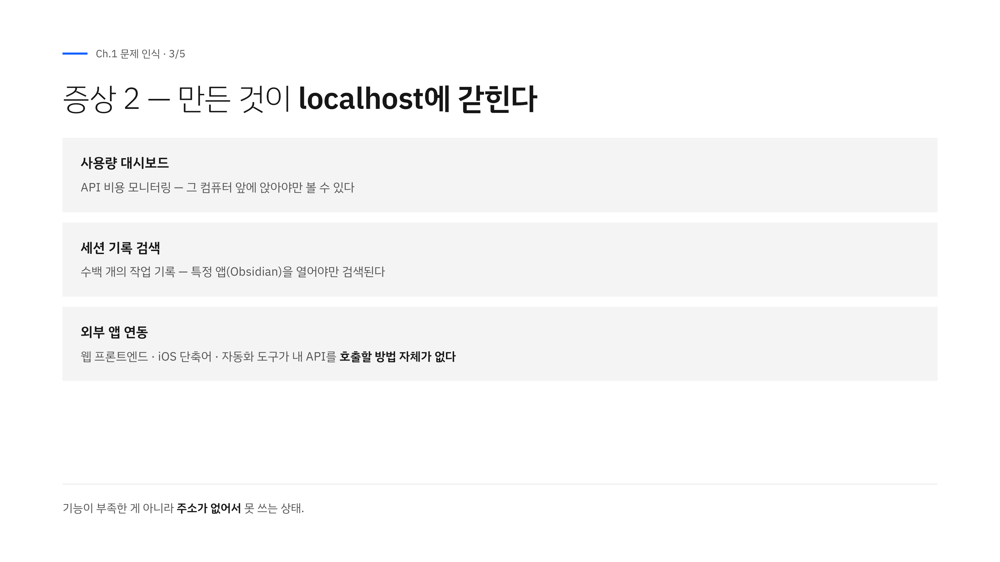 Ch.1 문제 인식 · 3/5
증상 2 — 만든 것이 localhost에 갇힌다
사용량 대시보드
API 비용 모니터링 — 그 컴퓨터 앞에 앉아야만 볼 수 있다
세션 기록 검색
수백 개의 작업 기록 — 특정 앱(Obsidian)을 열어야만 검색된다
외부 앱 연동
웹 프론트엔드 · iOS 단축어 · 자동화 도구가 내 API를 호출할 방법 자체가 없다
기능이 부족한 게 아니라 주소가 없어서 못 쓰는 상태.